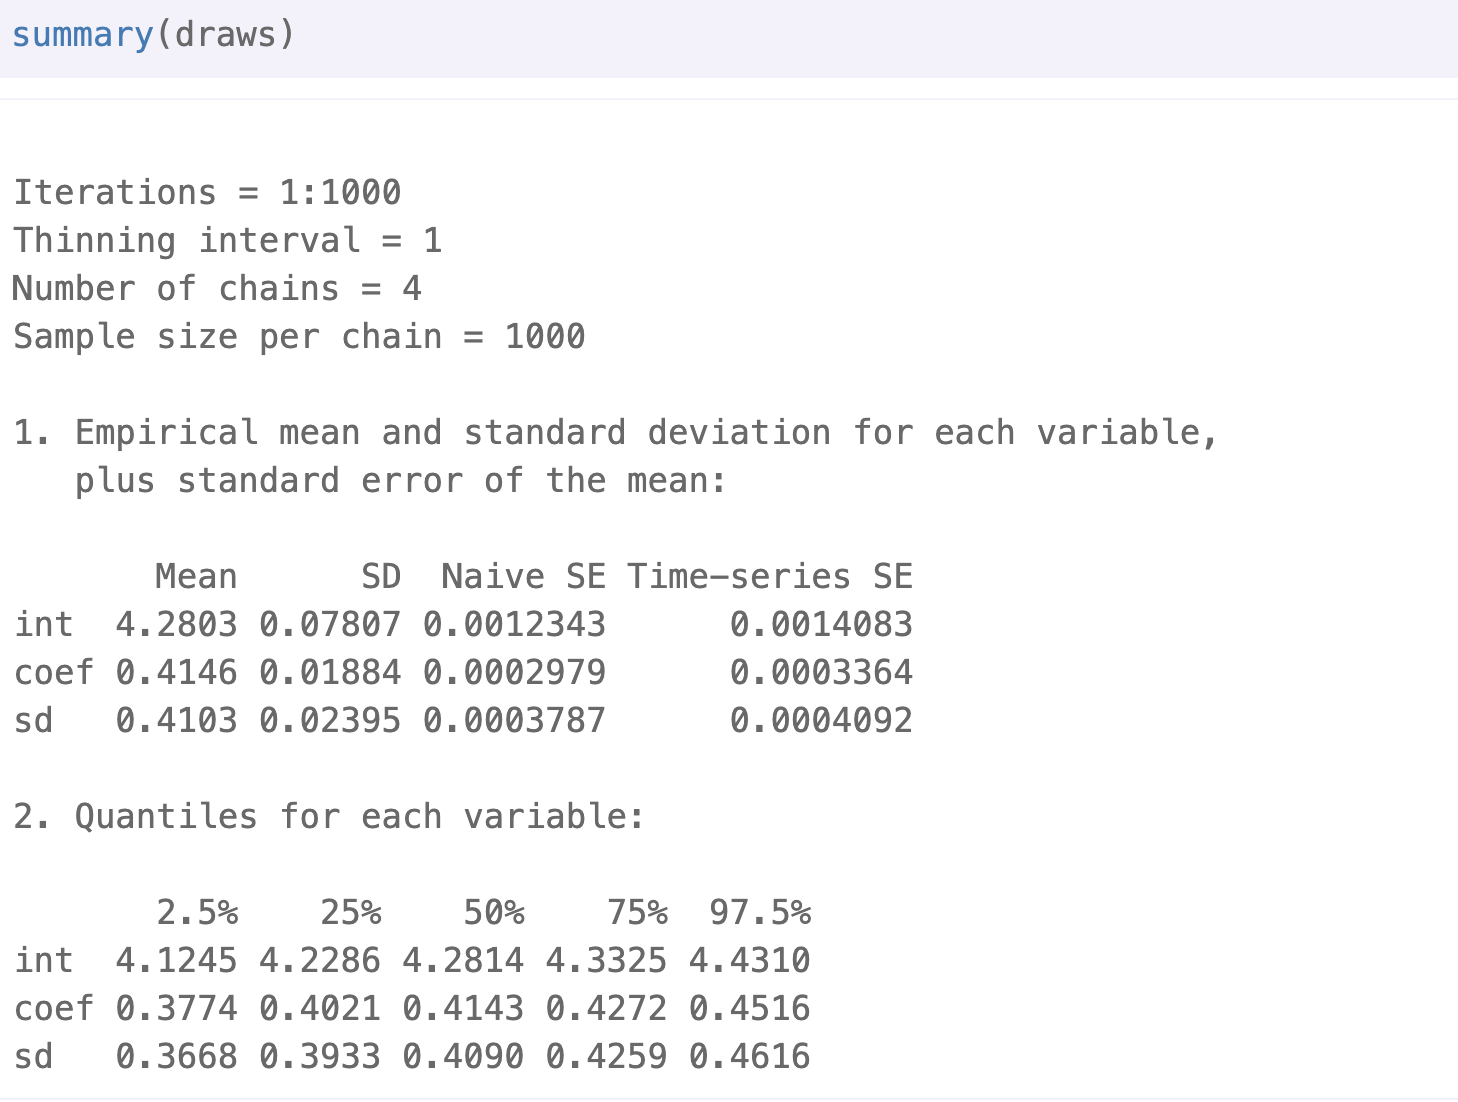 summary(draws)
Iterations = 1:1000
Thinning interval = 1
Number of chains = 4
Sample size per chain = 1000
1. Empirical mean and standard deviation for each variable,
   plus standard error of the mean:
       Mean      SD  Naive SE Time-series SE
int  4.2803 0.07807 0.0012343      0.0014083
coef 0.4146 0.01884 0.0002979      0.0003364
sd   0.4103 0.02395 0.0003787      0.0004092
2. Quantiles for each variable:
       2.5%    25%    50%    75%  97.5%
int  4.1245 4.2286 4.2814 4.3325 4.4310
coef 0.3774 0.4021 0.4143 0.4272 0.4516
sd   0.3668 0.3933 0.4090 0.4259 0.4616